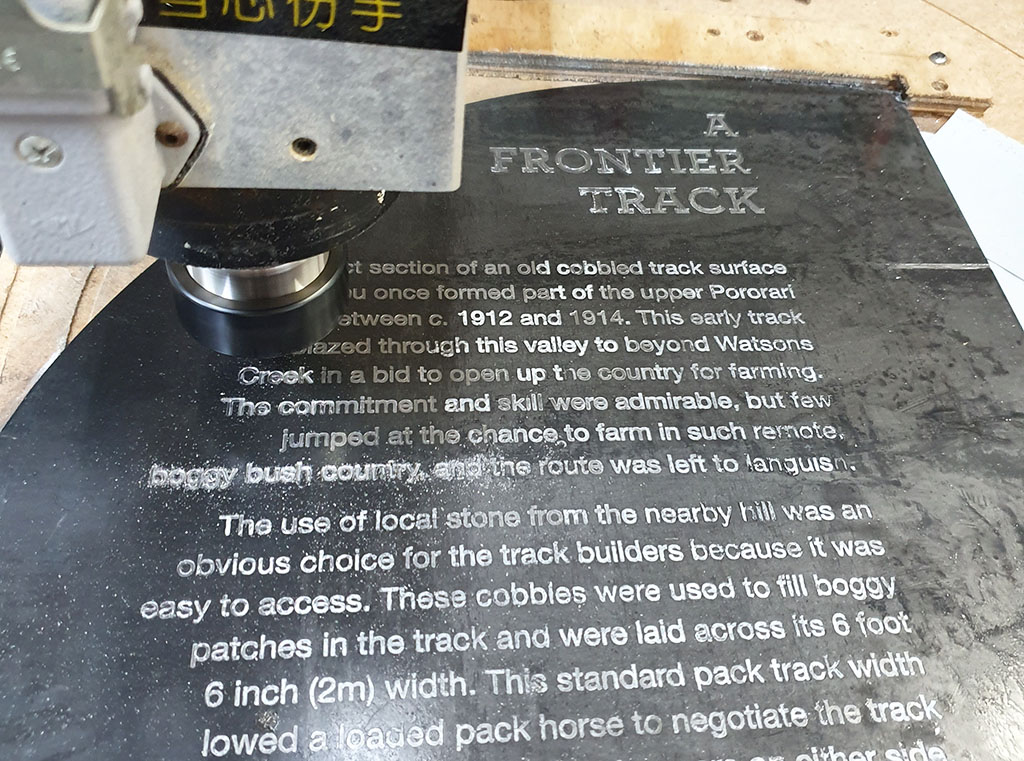 当心伤手
A
FRONTIER
TRACK
section of an old cobbled track surface
once formed part of the upper Pororari
c. 1912 and 1914. This early track
through this valley to beyond Watsons
Creek in a bid to open up the country for farming.
The commitment and skill were admirable, but few
jumped at the chance to farm in such remote,
boggy bush country, and the route was left to languish.
The use of local stone from the nearby hill was an
obvious choice for the track builders because it was
easy to access. These cobbles were used to fill boggy
patches in the track and were laid across its 6 foot
6 inch (2m) width. This standard pack track width
lowed a loaded pack horse to negotiate the track
on either side